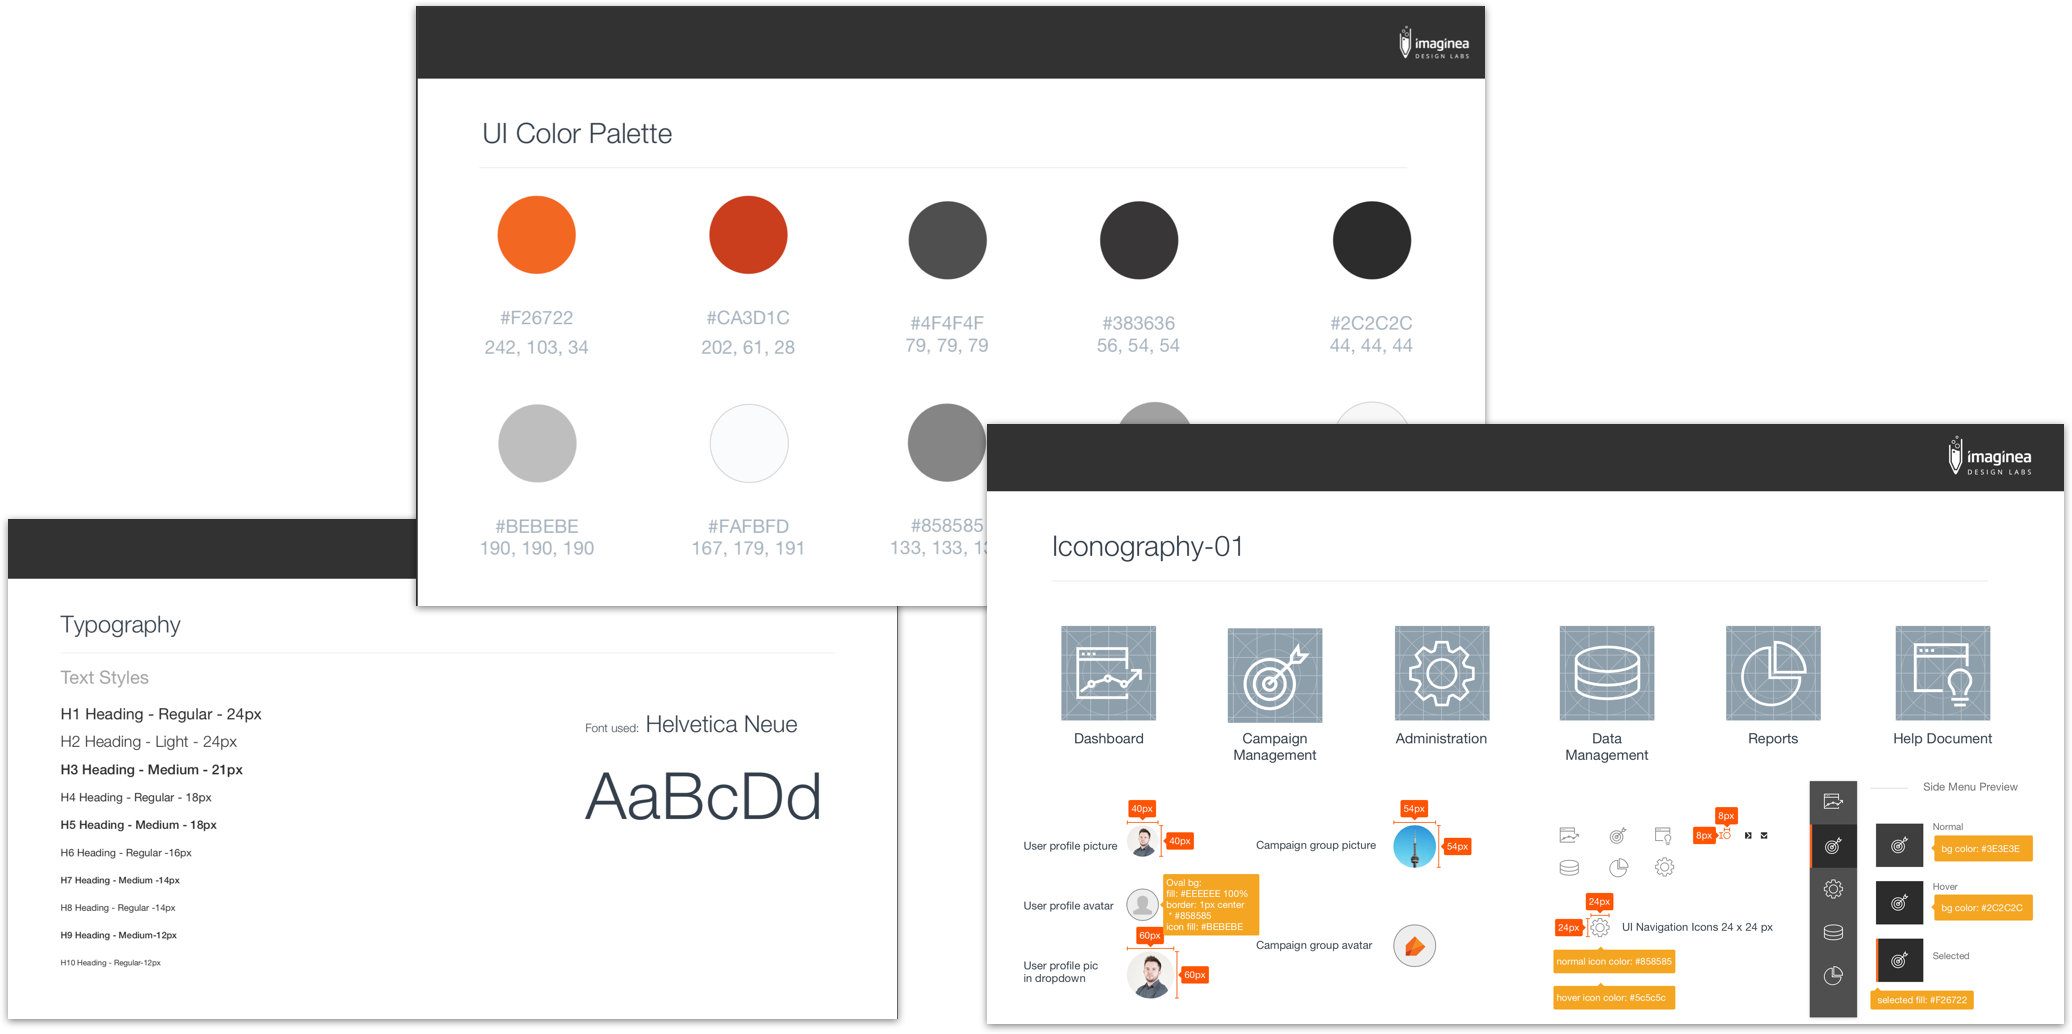 imaginea
DESIGN LABS
UI Color Palette
#F26722
242, 103, 34
#CA3D1C
202, 61, 28
#4F4F4F
79, 79, 79
#383636
56, 54, 54
#2C2C2C
44, 44, 44
#BEBEBE
190, 190, 190
#FAFBFD
167, 179, 191
#858585
133, 133,
Typography
Text Styles
H1 Heading - Regular - 24px
H2 Heading - Light - 24px
H3 Heading - Medium - 21px
H4 Heading - Regular - 18px
H5 Heading - Medium - 18px
H6 Heading - Regular -16px
H7 Heading - Medium -14px
H8 Heading - Regular -14px
H9 Heading - Medium-12px
H10 Heading - Regular-12px
Font used: Helvetica Neue
AaBcDd
imaginea
DESIGN LABS
Iconography-01
Dashboard
Campaign
Management
Administration
Data
Management
Reports
Help Document
User profile picture
40px
40px
User profile avatar
Oval bg:
fill: #EEEEEE 100%
border: 1px center
* #858585
icon fill: #BEBEBE
User profile pic
in dropdown
60px
60px
Campaign group picture
54px
54px
Campaign group avatar
8px
8px
24px
24px
UI Navigation Icons 24 x 24 px
normal icon color: #858585
hover icon color: #5c5c5c
Side Menu Preview
Normal
bg color: #3E3E3E
Hover
bg color: #2C2C2C
Selected
selected fill: #F26722